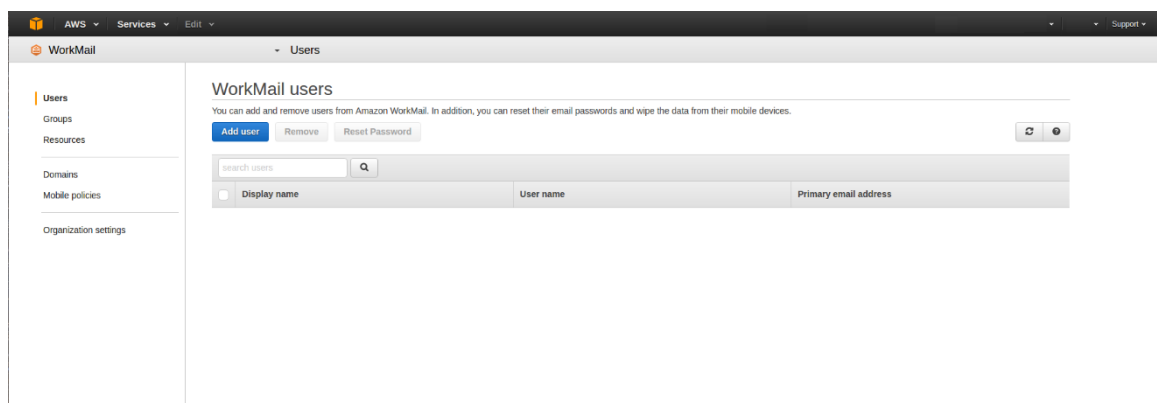 AWS Services Edit Support
WorkMail Users
Users
Groups
Resources
Domains
Mobile policies
Organization settings
WorkMail users
You can add and remove users from Amazon WorkMail. In addition, you can reset their email passwords and wipe the data from their mobile devices.
Add user Remove Reset Password
search users
Display name User name Primary email address